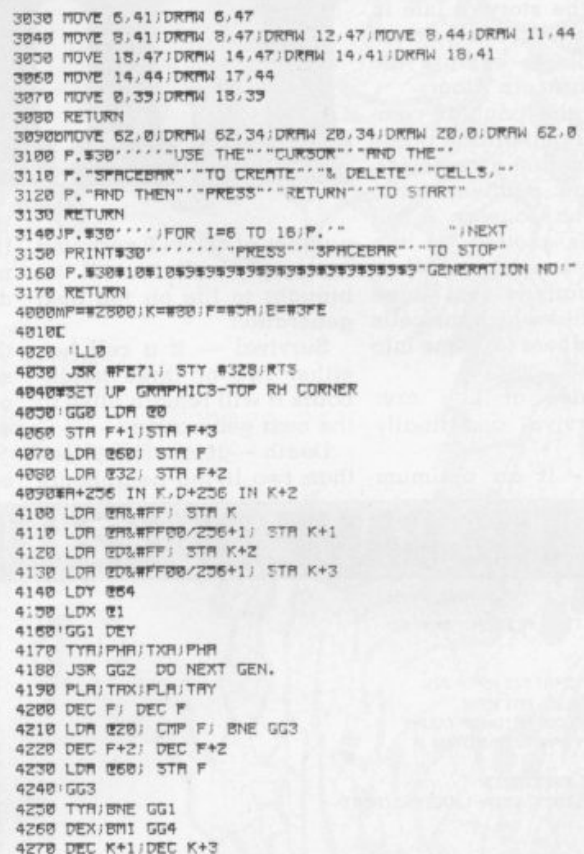 3030 MOVE 6,41;DRAW 6,47
3040 MOVE 8,41;DRAW 8,47;DRAW 12,47;MOVE 8,44;DRAW 11,44
3050 MOVE 18,47;DRAW 14,47;DRAW 14,41;DRAW 18,41
3060 MOVE 14,44;DRAW 17,44
3070 MOVE 0,39;DRAW 18,39
3080 RETURN
3090bMOVE 62,0;DRAW 62,34;DRAW 20,34;DRAW 20,0;DRAW 62,0
3100 P.$30''''''"USE THE"'"CURSOR"'"AND THE"'
3110 P."SPACEBAR"'"TO CREATE"'"& DELETE"'"CELLS,"'
3120 P."AND THEN"'"PRESS"'"RETURN"'"TO START"
3130 RETURN
3140jP.$30'''';FOR I=6 TO 16;P.'"         ";NEXT
3150 PRINT$30''''''''"PRESS"'"SPACEBAR"'"TO STOP"
3160 P.$30$10$10$9$9$9$9$9$9$9$9$9$9$9$9"GENERATION NO'"
3170 RETURN
4000mP=#2800;K=#80;F=#5A;E=#3FE
4010[
4020 :LL0
4030 JSR #FE71; STY #328;RTS
4040\SET UP GRAPHICS-TOP RH CORNER
4050:GG0 LDA @0
4060 STA F+1;STA F+3
4070 LDA @60; STA F
4080 LDA @32; STA F+2
4090\A+256 IN K,D+256 IN K+2
4100 LDA @A&#FF; STA K
4110 LDA @A&#FF00/256+1; STA K+1
4120 LDA @D&#FF; STA K+2
4130 LDA @D&#FF00/256+1; STA K+3
4140 LDY @64
4150 LDX @1
4160:GG1 DEY
4170 TYA;PHA;TXA;PHA
4180 JSR GG2  DO NEXT GEN.
4190 PLA;TAX;PLA;TAY
4200 DEC F; DEC F
4210 LDA @20; CMP F; BNE GG3
4220 DEC F+2; DEC F+2
4230 LDA @60; STA F
4240:GG3
4250 TYA;BNE GG1
4260 DEX;BMI GG4
4270 DEC K+1;DEC K+3